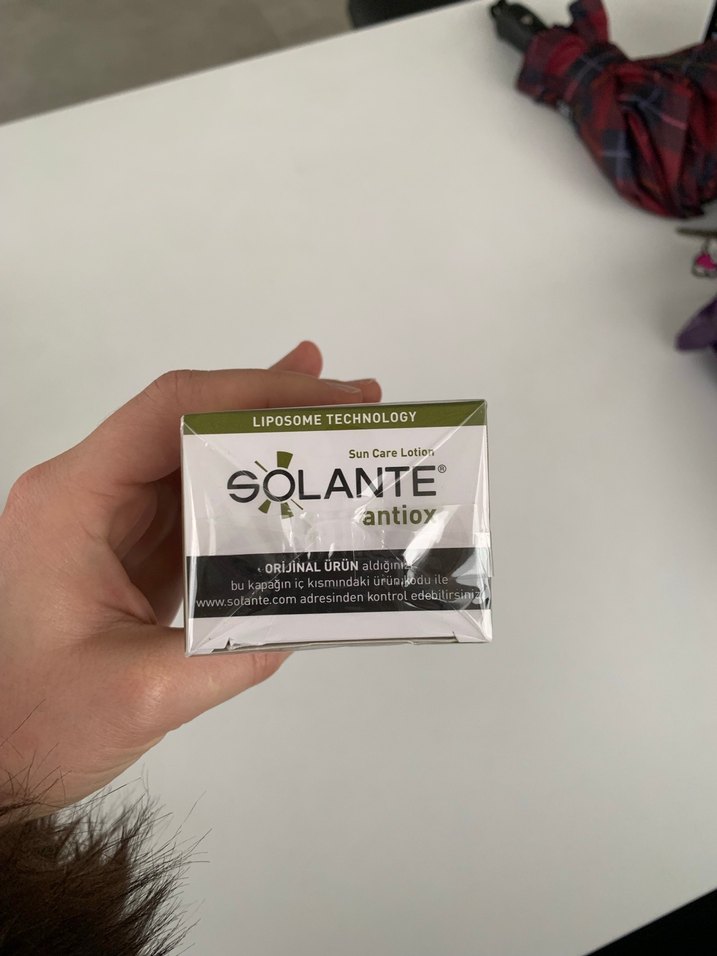 LIPOSOME TECHNOLOGY
Sun Care Lotion
SOLANTE®
antiox
ORİJİNAL ÜRÜN aldığınızı
bu kapağın iç kısmındaki ürün kodu ile
www.solante.com adresinden kontrol edebilirsiniz.